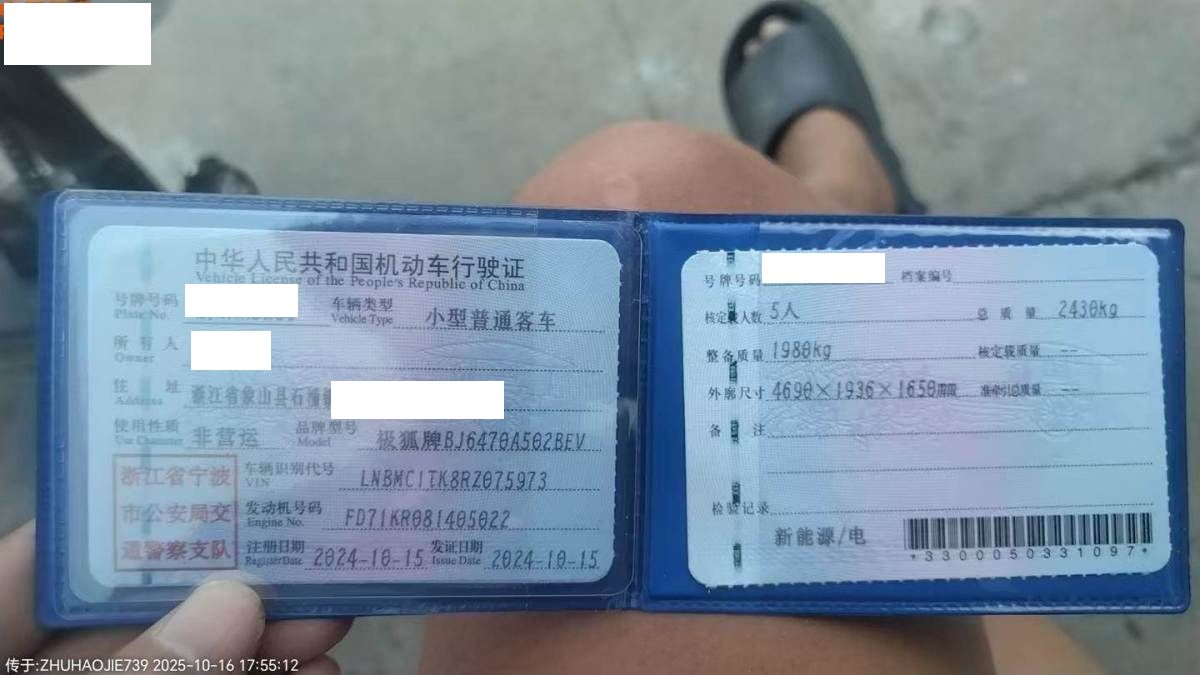 中华人民共和国机动车行驶证
Vehicle License of the People's Republic of China
号牌号码
Plate No.
车辆类型 小型普通客车
Vehicle Type
所有人
Owner
住址 浙江省象山县石浦
Address
使用性质 非营运 品牌型号 极狐牌BJ6470A502BEV
Use Character Model
浙江省宁波
市公安局交
通警察支队
车辆识别代号 LNBMC1TK8RZ075973
VIN
发动机号码 FD71KR081405022
Engine No.
注册日期 2024-10-15 发证日期 2024-10-15
Register Date Issue Date
号牌号码 档案编号
核定载人数 5人 总质量 2430kg
整备质量 1980kg 核定载质量 --
外廓尺寸 4690×1936×1650毫米 准牵引总质量 --
备注
检验记录
新能源/电
*3300050331097*
传于:ZHUHAOJIE739 2025-10-16 17:55:12